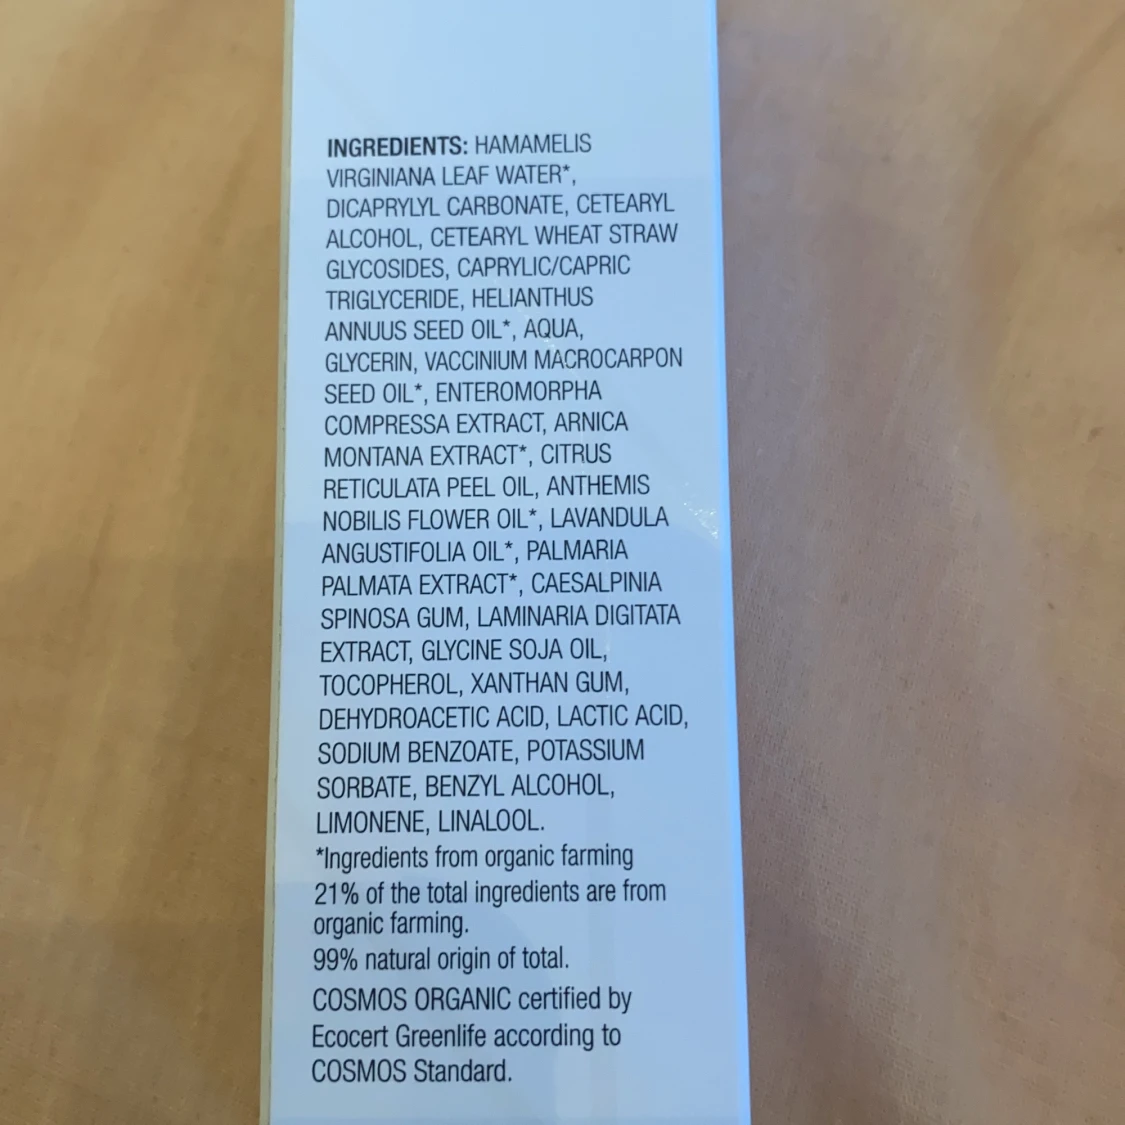 INGREDIENTS: HAMAMELIS
VIRGINIANA LEAF WATER*,
DICAPRYLYL CARBONATE, CETEARYL
ALCOHOL, CETEARYL WHEAT STRAW
GLYCOSIDES, CAPRYLIC/CAPRIC
TRIGLYCERIDE, HELIANTHUS
ANNUUS SEED OIL*, AQUA,
GLYCERIN, VACCINIUM MACROCARPON
SEED OIL*, ENTEROMORPHA
COMPRESSA EXTRACT, ARNICA
MONTANA EXTRACT*, CITRUS
RETICULATA PEEL OIL, ANTHEMIS
NOBILIS FLOWER OIL*, LAVANDULA
ANGUSTIFOLIA OIL*, PALMARIA
PALMATA EXTRACT*, CAESALPINIA
SPINOSA GUM, LAMINARIA DIGITATA
EXTRACT, GLYCINE SOJA OIL,
TOCOPHEROL, XANTHAN GUM,
DEHYDROACETIC ACID, LACTIC ACID,
SODIUM BENZOATE, POTASSIUM
SORBATE, BENZYL ALCOHOL,
LIMONENE, LINALOOL.
*Ingredients from organic farming
21% of the total ingredients are from
organic farming.
99% natural origin of total.
COSMOS ORGANIC certified by
Ecocert Greenlife according to
COSMOS Standard.